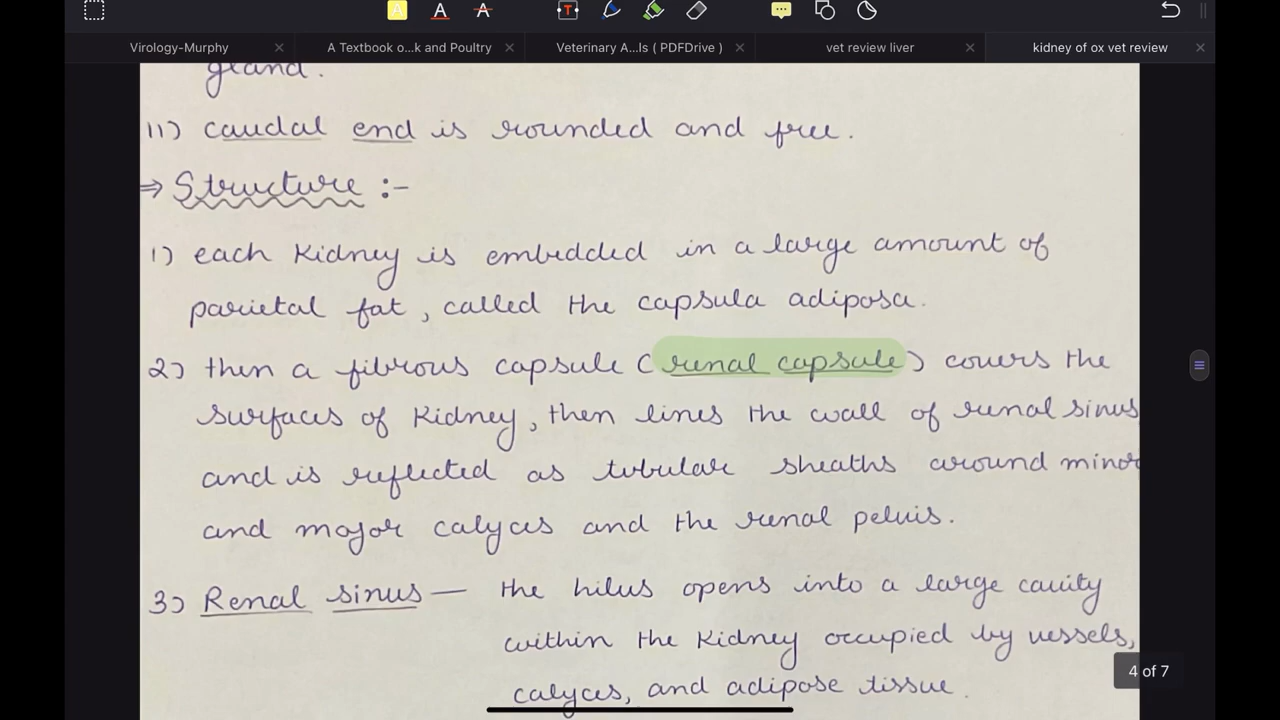 A A A T
Virology-Murphy × A Textbook o...k and Poultry × Veterinary A...ls ( PDFDrive ) × vet review liver × kidney of ox vet review ×
gland.
11) caudal end is rounded and free.
⇒ Structure :-
1) each Kidney is embedded in a large amount of
parietal fat, called the capsula adiposa.
2) then a fibrous capsule (renal capsule) covers the
surfaces of Kidney, then lines the wall of renal sinus
and is reflected as tubular sheaths around minor
and major calyces and the renal pelvis.
3) Renal sinus — the hilus opens into a large cavity
within the Kidney occupied by vessels,
4 of 7
calyces, and adipose tissue.